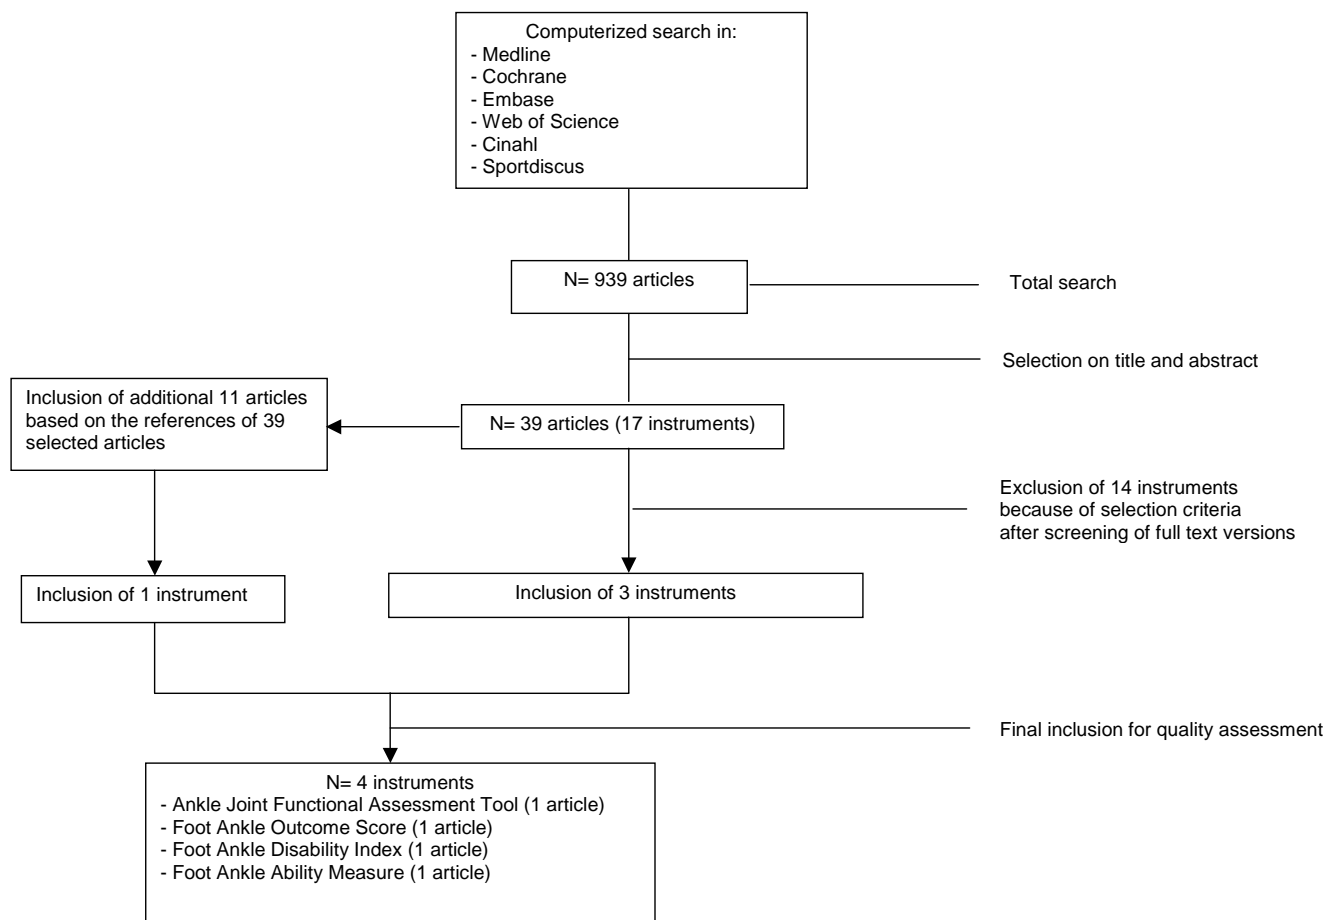 Computerized search in:
- Medline
- Cochrane
- Embase
- Web of Science
- Cinahl
- Sportdiscus
N= 939 articles
Total search
Selection on title and abstract
Inclusion of additional 11 articles
based on the references of 39
selected articles
N= 39 articles (17 instruments)
Exclusion of 14 instruments
because of selection criteria
after screening of full text versions
Inclusion of 1 instrument
Inclusion of 3 instruments
Final inclusion for quality assessment
N= 4 instruments
- Ankle Joint Functional Assessment Tool (1 article)
- Foot Ankle Outcome Score (1 article)
- Foot Ankle Disability Index (1 article)
- Foot Ankle Ability Measure (1 article)